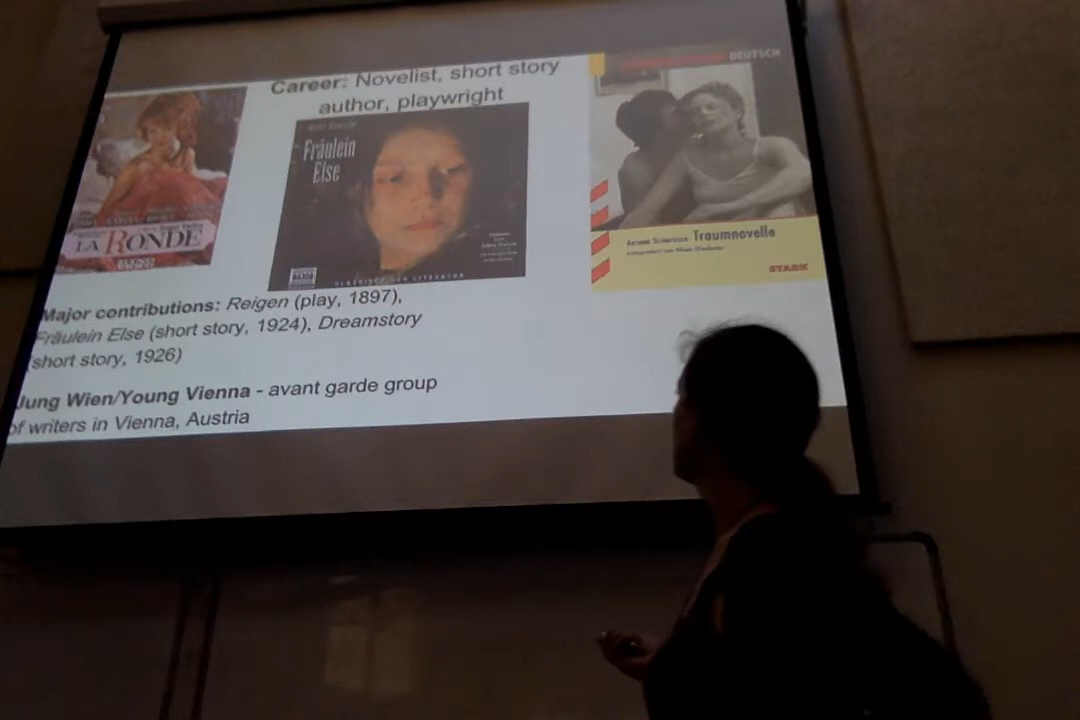 Career: Novelist, short story
author, playwright
LA RONDE
Fräulein
Else
DEUTSCH
Traumnovelle
STARK
Major contributions: Reigen (play, 1897),
Fräulein Else (short story, 1924), Dreamstory
(short story, 1926)
Jung Wien/Young Vienna - avant garde group
of writers in Vienna, Austria